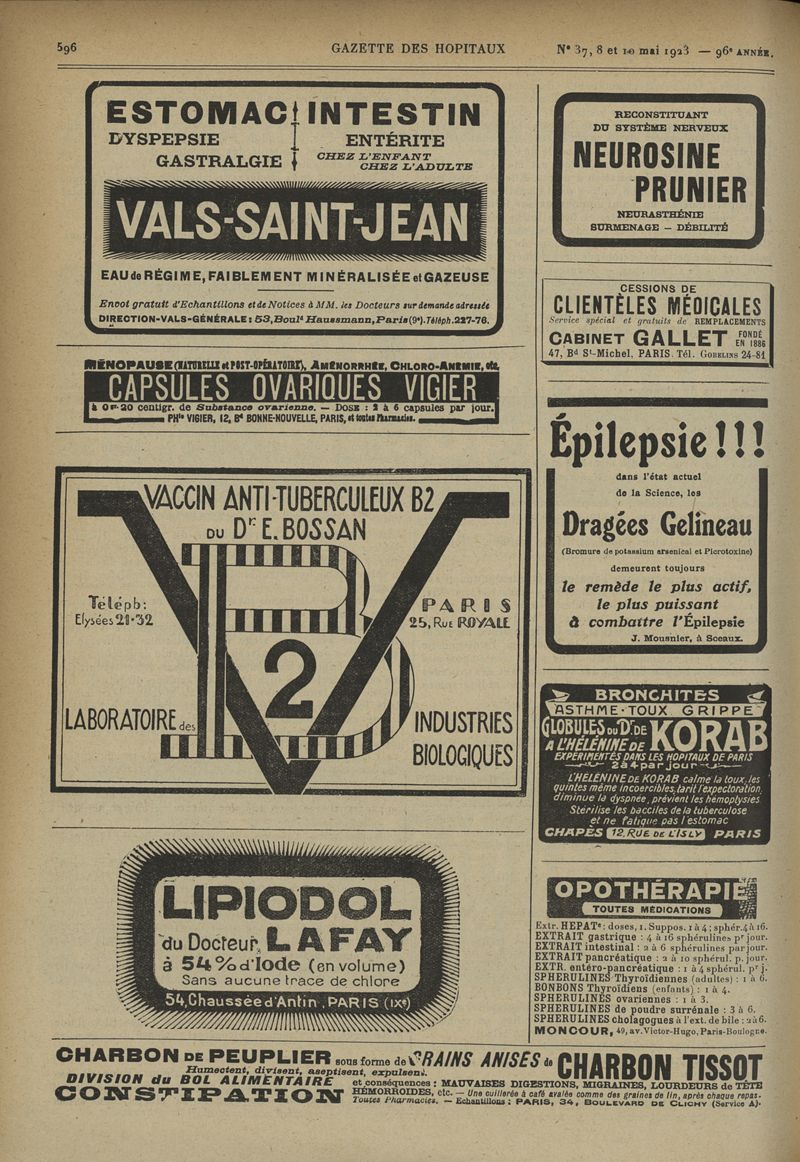 596
GAZETTE DES HOPITAUX
N° 37, 8 et 10 mai 1923 — 96e ANNÉE.
ESTOMAC INTESTIN
DYSPEPSIE
GASTRALGIE
ENTÉRITE
CHEZ L'ENFANT
CHEZ L'ADULTE
VALS-SAINT-JEAN
EAU de RÉGIME, FAIBLEMENT MINÉRALISÉE et GAZEUSE
Envoi gratuit d'Echantillons et de Notices à MM. les Docteurs sur demande adressée
DIRECTION-VALS-GÉNÉRALE: 53, Bould Haussmann, Paris (9e). Téléph. 227-76.
MÉNOPAUSE (NATURELLE et POST-OPÉRATOIRE), AMÉNORRHÉE, CHLORO-ANÉMIE, etc.
CAPSULES OVARIQUES VIGIER
à 0 gr. 20 centigr. de Substance ovarienne. — DOSE : 2 à 6 capsules par jour.
PHie VIGIER, 12, Bd BONNE-NOUVELLE, PARIS, et toutes Pharmacies.
VACCIN ANTI-TUBERCULEUX B2
DU Dr. E. BOSSAN
VB2
Téléph:
Elysées 21-32
PARIS
25, RUE ROYALE
LABORATOIRE des INDUSTRIES
BIOLOGIQUES
LIPIODOL
du Docteur LAFAY
à 54% d'Iode (en volume)
Sans aucune trace de chlore
54, Chaussée d'Antin, PARIS (IXe)
RECONSTITUANT
DU SYSTÈME NERVEUX
NEUROSINE
PRUNIER
NEURASTHÉNIE
SURMENAGE — DÉBILITÉ
CESSIONS DE
CLIENTÈLES MÉDICALES
Service spécial et gratuits de REMPLACEMENTS
CABINET GALLET FONDÉ EN 1886
47, Bd St-Michel, PARIS. Tél. GOBELINS 24-81
Épilepsie !!!
dans l'état actuel
de la Science, les
Dragées Gelineau
(Bromure de potassium arsenical et Picrotoxine)
demeurent toujours
le remède le plus actif,
le plus puissant
à combattre l'Épilepsie
J. Mousnier, à Sceaux.
BRONCHITES
ASTHME · TOUX GRIPPE
GLOBULES DU Dr. DE KORAB
A L'HÉLÉNINE DE
EXPÉRIMENTÉS DANS LES HOPITAUX DE PARIS
2 à 4 par jour
L'HÉLÉNINE DE KORAB calme la toux, les
quintes même incoercibles, tarit l'expectoration,
diminue la dyspnée, prévient les hémoptysies
Stérilise les bacciles de la tuberculose
et ne fatigue pas l'estomac
CHAPÈS 12, RUE DE L'ISLY PARIS
OPOTHÉRAPIE
TOUTES MÉDICATIONS
Extr. HEPATe : doses, 1. Suppos. 1 à 4 ; sphér. 4 à 16.
EXTRAIT gastrique : 4 à 16 sphérulines pr jour.
EXTRAIT intestinal : 2 à 6 sphérulines par jour.
EXTRAIT pancréatique : 2 à 10 sphérul. p. jour.
EXTR. entéro-pancréatique : 1 à 4 sphérul. pr j.
SPHERULINES Thyroïdiennes (adultes) : 1 à 6.
BONBONS Thyroïdiens (enfants) : 1 à 4.
SPHERULINES ovariennes : 1 à 3.
SPHERULINES de poudre surrénale : 3 à 6.
SPHERULINES cholagogues à l'ext. de bile : 2 à 6.
MONCOUR, 49, av. Victor-Hugo, Paris-Boulogne.
CHARBON DE PEUPLIER sous forme de GRAINS ANISES de CHARBON TISSOT
Humectent, divisent, aseptisent, expulsent.
DIVISION du BOL ALIMENTAIRE et conséquences : MAUVAISES DIGESTIONS, MIGRAINES, LOURDEURS de TÊTE
CONSTIPATION HÉMORROIDES, etc. — Une cuillerée à café avalée comme des graines de lin, après chaque repas.
Toutes Pharmacies. — Echantillons : PARIS, 34, BOULEVARD DE CLICHY (Service A).